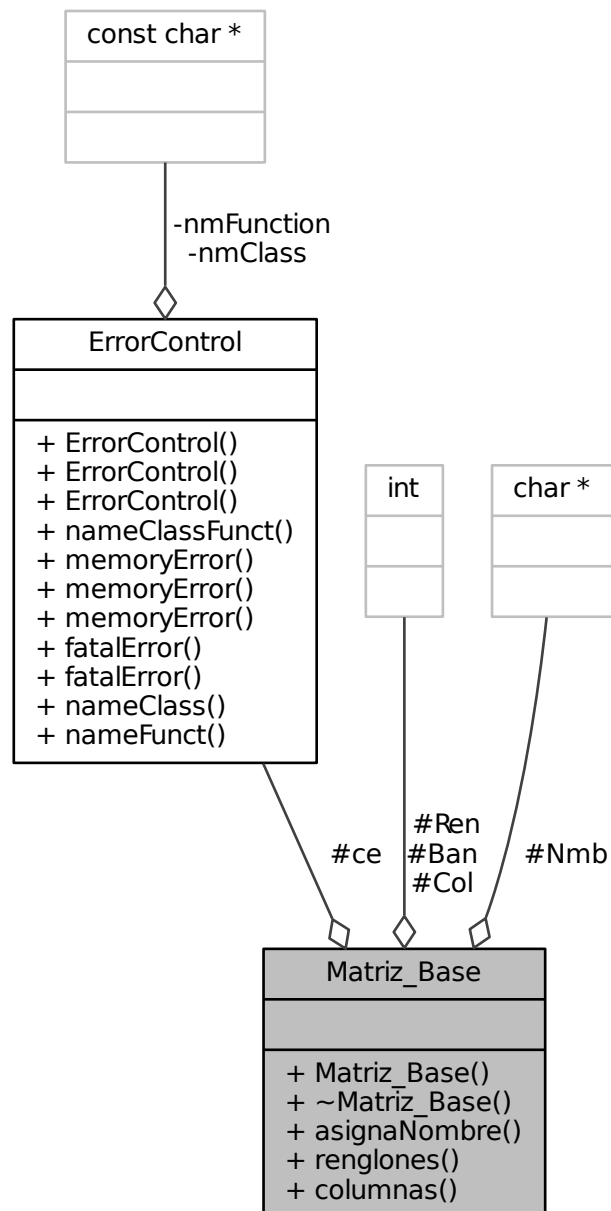 const char *
-nmFunction
-nmClass
ErrorControl
+ ErrorControl()
+ ErrorControl()
+ ErrorControl()
+ nameClassFunct()
+ memoryError()
+ memoryError()
+ memoryError()
+ fatalError()
+ fatalError()
+ nameClass()
+ nameFunct()
int
char *
#ce
#Ren
#Ban
#Col
#Nmb
Matriz_Base
+ Matriz_Base()
+ ~Matriz_Base()
+ asignaNombre()
+ renglones()
+ columnas()